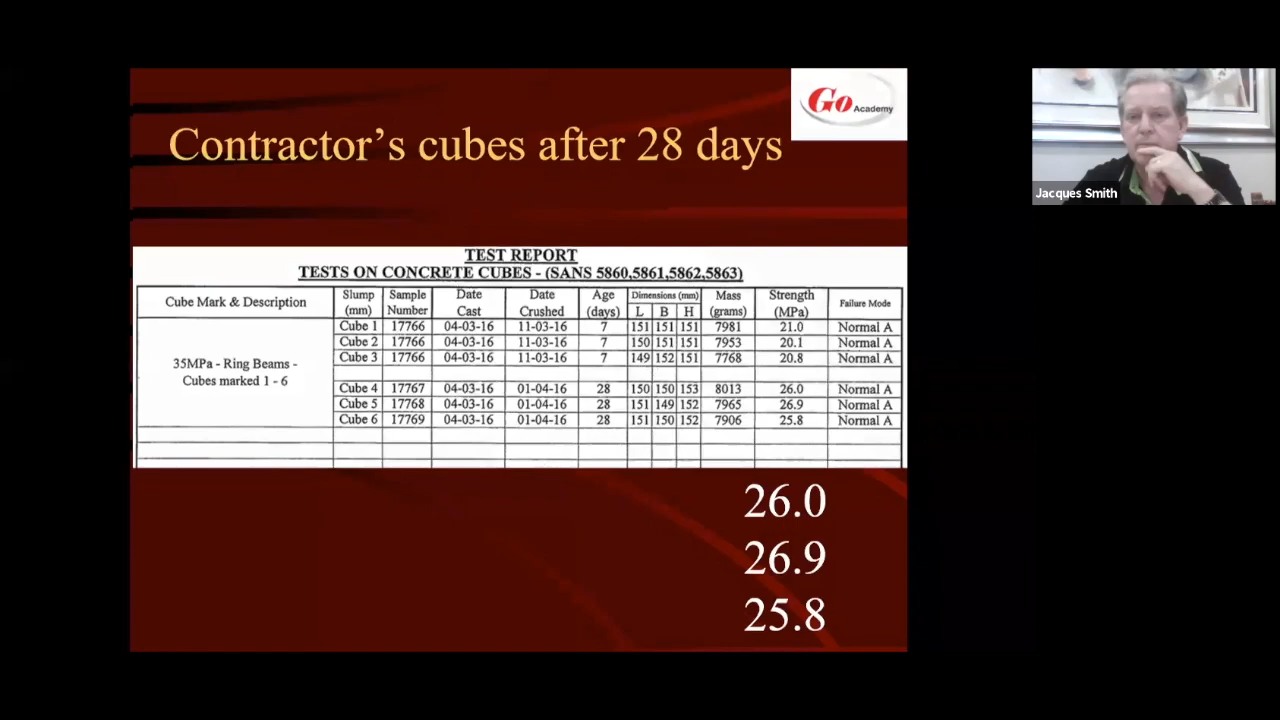 Go Academy
Contractor's cubes after 28 days
TEST REPORT
TESTS ON CONCRETE CUBES - (SANS 5860,5861,5862,5863)
Cube Mark & Description Slump (mm) Sample Number Date Cast Date Crushed Age (days) Dimensions (mm) L B H Mass (grams) Strength (MPa) Failure Mode
35MPa - Ring Beams - Cubes marked 1 - 6
Cube 1 17766 04-03-16 11-03-16 7 151 151 151 7981 21.0 Normal A
Cube 2 17766 04-03-16 11-03-16 7 150 151 151 7953 20.1 Normal A
Cube 3 17766 04-03-16 11-03-16 7 149 152 151 7768 20.8 Normal A
Cube 4 17767 04-03-16 01-04-16 28 150 150 153 8013 26.0 Normal A
Cube 5 17768 04-03-16 01-04-16 28 151 149 152 7965 26.9 Normal A
Cube 6 17769 04-03-16 01-04-16 28 151 150 152 7906 25.8 Normal A
26.0
26.9
25.8
Jacques Smith